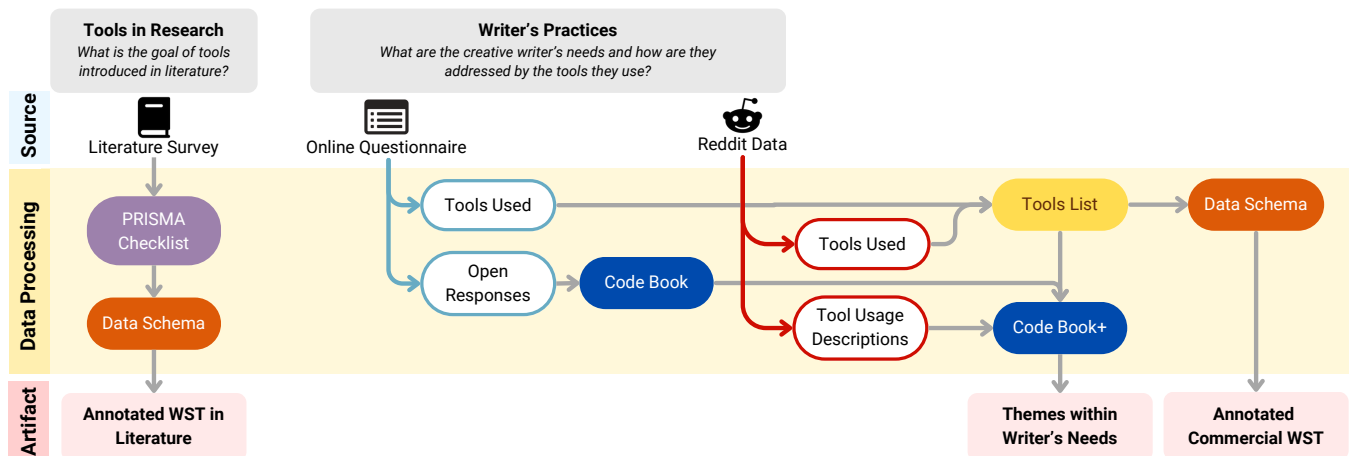 Tools in Research
What is the goal of tools
introduced in literature?
Writer's Practices
What are the creative writer's needs and how are they
addressed by the tools they use?
Source
Literature Survey
Online Questionnaire
Reddit Data
Data Processing
PRISMA
Checklist
Data Schema
Tools Used
Open
Responses
Code Book
Tools Used
Tool Usage
Descriptions
Tools List
Code Book+
Data Schema
Artifact
Annotated WST in
Literature
Themes within
Writer's Needs
Annotated
Commercial WST